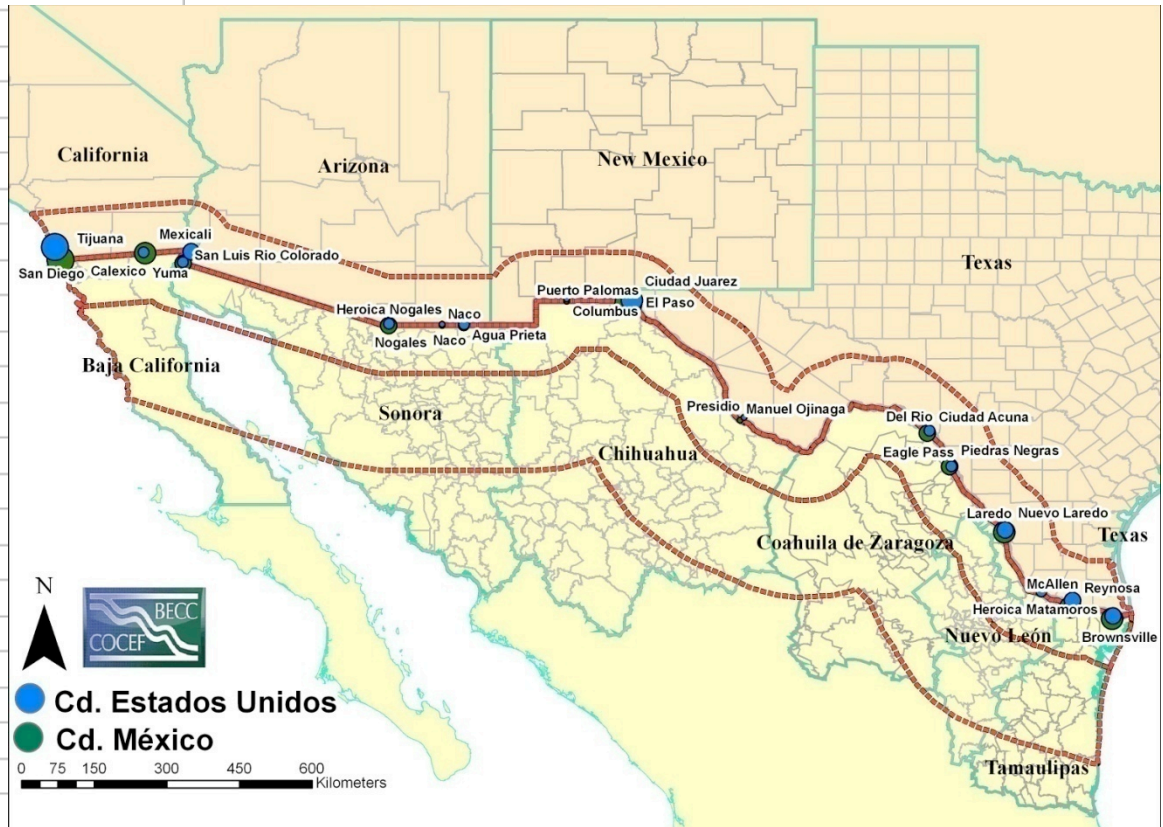 California
Arizona
New Mexico
Texas
Tijuana
Mexicali
San Luis Rio Colorado
San Diego
Calexico
Yuma
Puerto Palomas
Ciudad Juarez
Columbus
El Paso
Heroica Nogales
Naco
Nogales
Naco
Agua Prieta
Baja California
Sonora
Chihuahua
Presidio
Manuel Ojinaga
Del Rio
Ciudad Acuna
Eagle Pass
Piedras Negras
Laredo
Nuevo Laredo
Coahuila de Zaragoza
Texas
McAllen
Reynosa
Heroica Matamoros
Nuevo León
Brownsville
Tamaulipas
N
BECC
COCEF
Cd. Estados Unidos
Cd. México
0 75 150 300 450 600
Kilometers